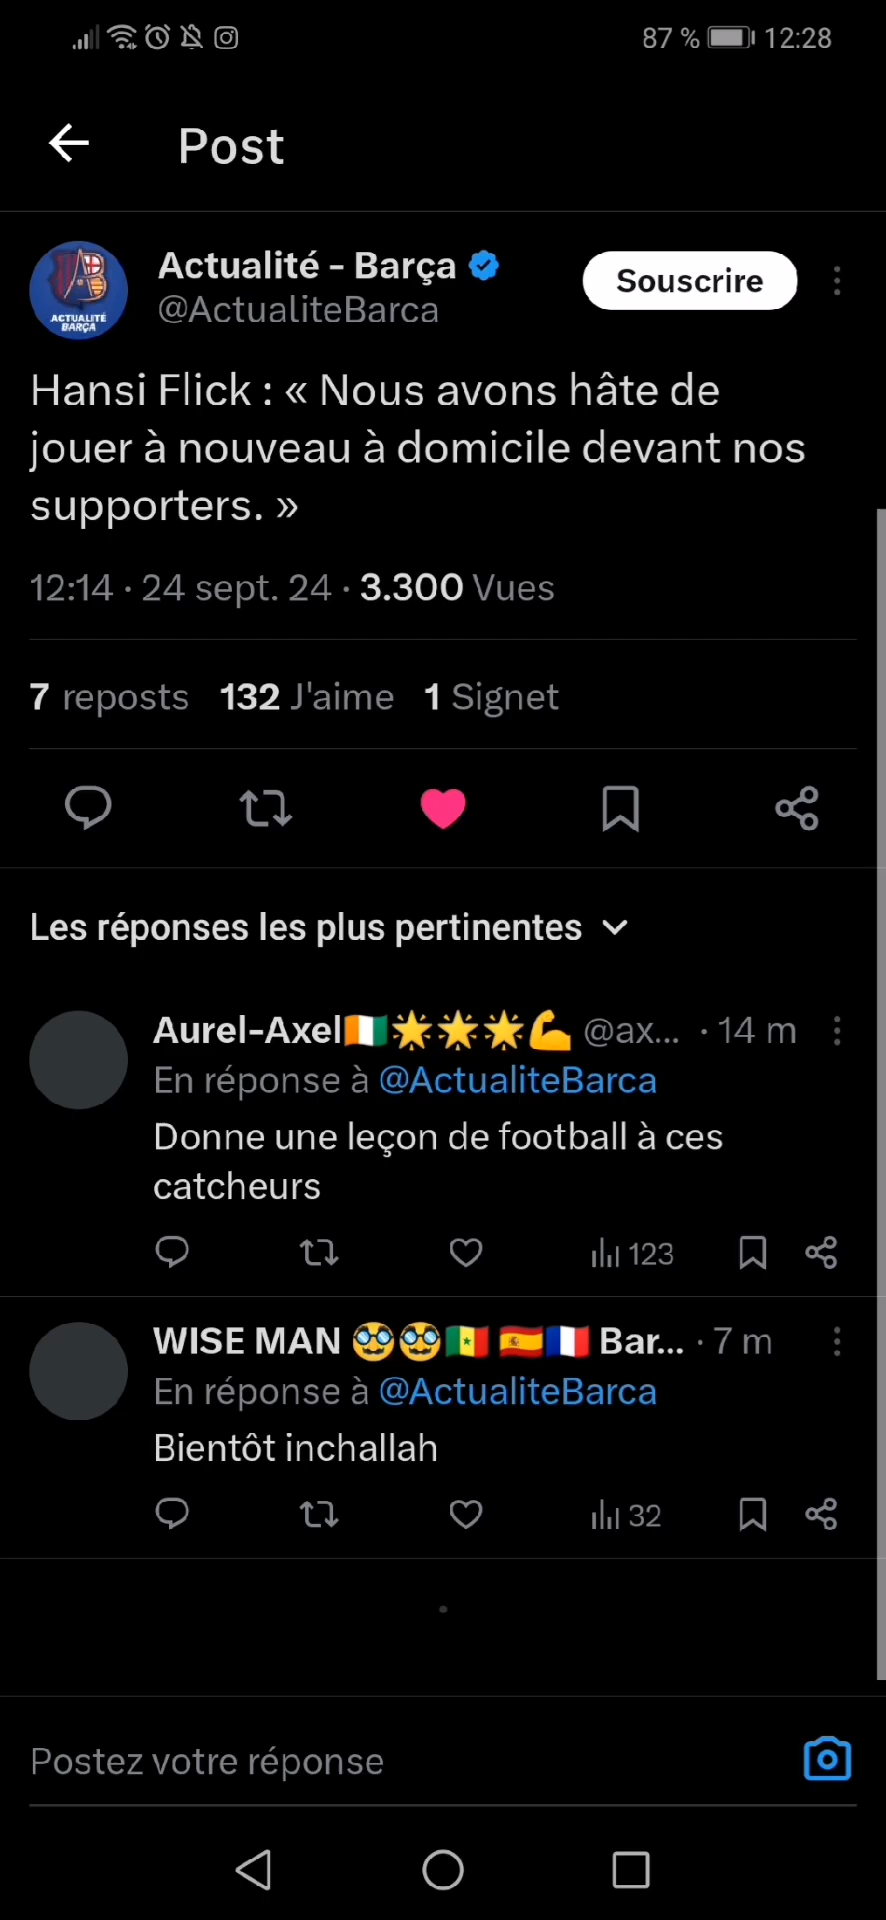 87 % 12:28
Post
Actualité - Barça
@ActualiteBarca
Souscrire
ACTUALITÉ
BARÇA
Hansi Flick : « Nous avons hâte de
jouer à nouveau à domicile devant nos
supporters. »
12:14 · 24 sept. 24 · 3.300 Vues
7 reposts 132 J'aime 1 Signet
Les réponses les plus pertinentes
Aurel-Axel🇨🇮🌟🌟🌟💪 @ax... · 14 m
En réponse à @ActualiteBarca
Donne une leçon de football à ces
catcheurs
123
WISE MAN 🥸🥸🇸🇳 🇪🇸🇫🇷 Bar... · 7 m
En réponse à @ActualiteBarca
Bientôt inchallah
32
Postez votre réponse